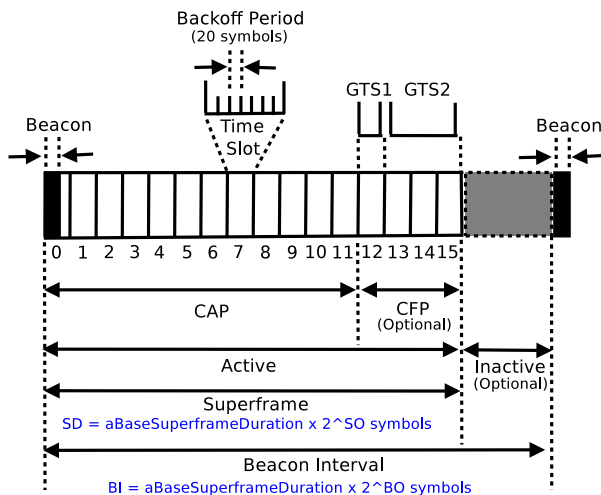 Backoff Period
(20 symbols)
GTS1 GTS2
Beacon
Time
Slot
Beacon
0 1 2 3 4 5 6 7 8 9 10 11 12 13 14 15
CAP
CFP
(Optional)
Active
Inactive
(Optional)
Superframe
SD = aBaseSuperframeDuration x 2^SO symbols
Beacon Interval
BI = aBaseSuperframeDuration x 2^BO symbols